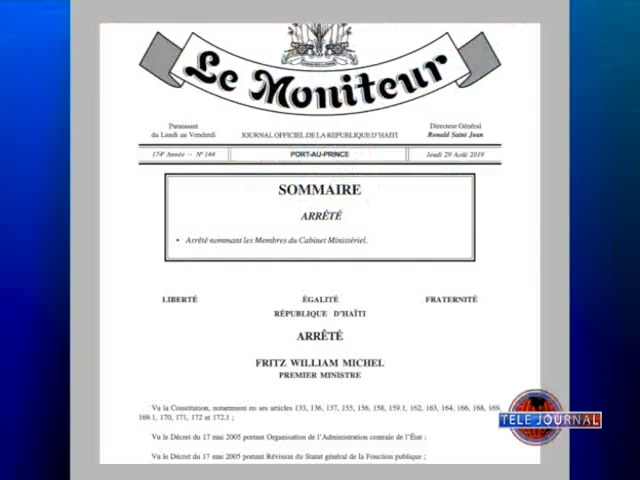 Le Moniteur
Paraissant
du Lundi au Vendredi
JOURNAL OFFICIEL DE LA REPUBLIQUE D'HAITI
Directeur Général
Ronald Saint Jean
174e Année – No 144
PORT-AU-PRINCE
Jeudi 29 Août 2019
SOMMAIRE
ARRÊTÉ
• Arrêté nommant les Membres du Cabinet Ministériel.
LIBERTÉ ÉGALITÉ FRATERNITÉ
RÉPUBLIQUE D'HAÏTI
ARRÊTÉ
FRITZ WILLIAM MICHEL
PREMIER MINISTRE
Vu la Constitution, notamment en ses articles 133, 136, 137, 155, 156, 158, 159.1, 162, 163, 164, 166, 168, 169,
169.1, 170, 171, 172 et 172.1 ;
Vu le Décret du 17 mai 2005 portant Organisation de l'Administration centrale de l'État ;
Vu le Décret du 17 mai 2005 portant Révision du Statut général de la Fonction publique ;
TELE JOURNAL